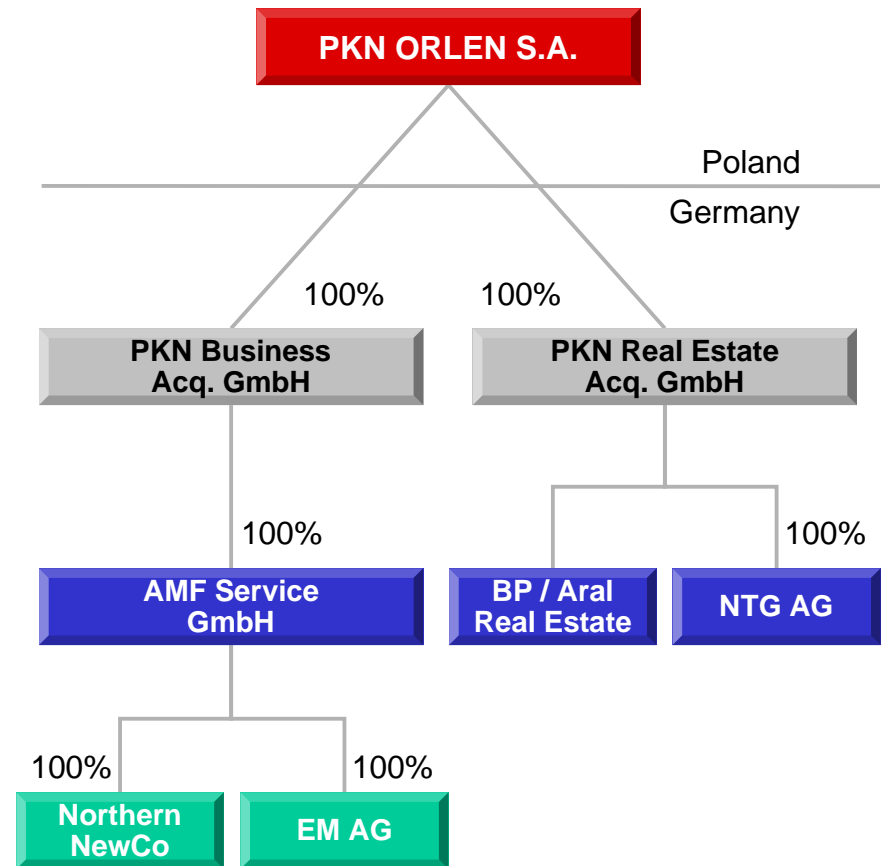 PKN ORLEN S.A.
Poland
Germany
100%
100%
PKN Business
Acq. GmbH
PKN Real Estate
Acq. GmbH
100%
100%
AMF Service
GmbH
BP / Aral
Real Estate
NTG AG
100%
100%
Northern
NewCo
EM AG